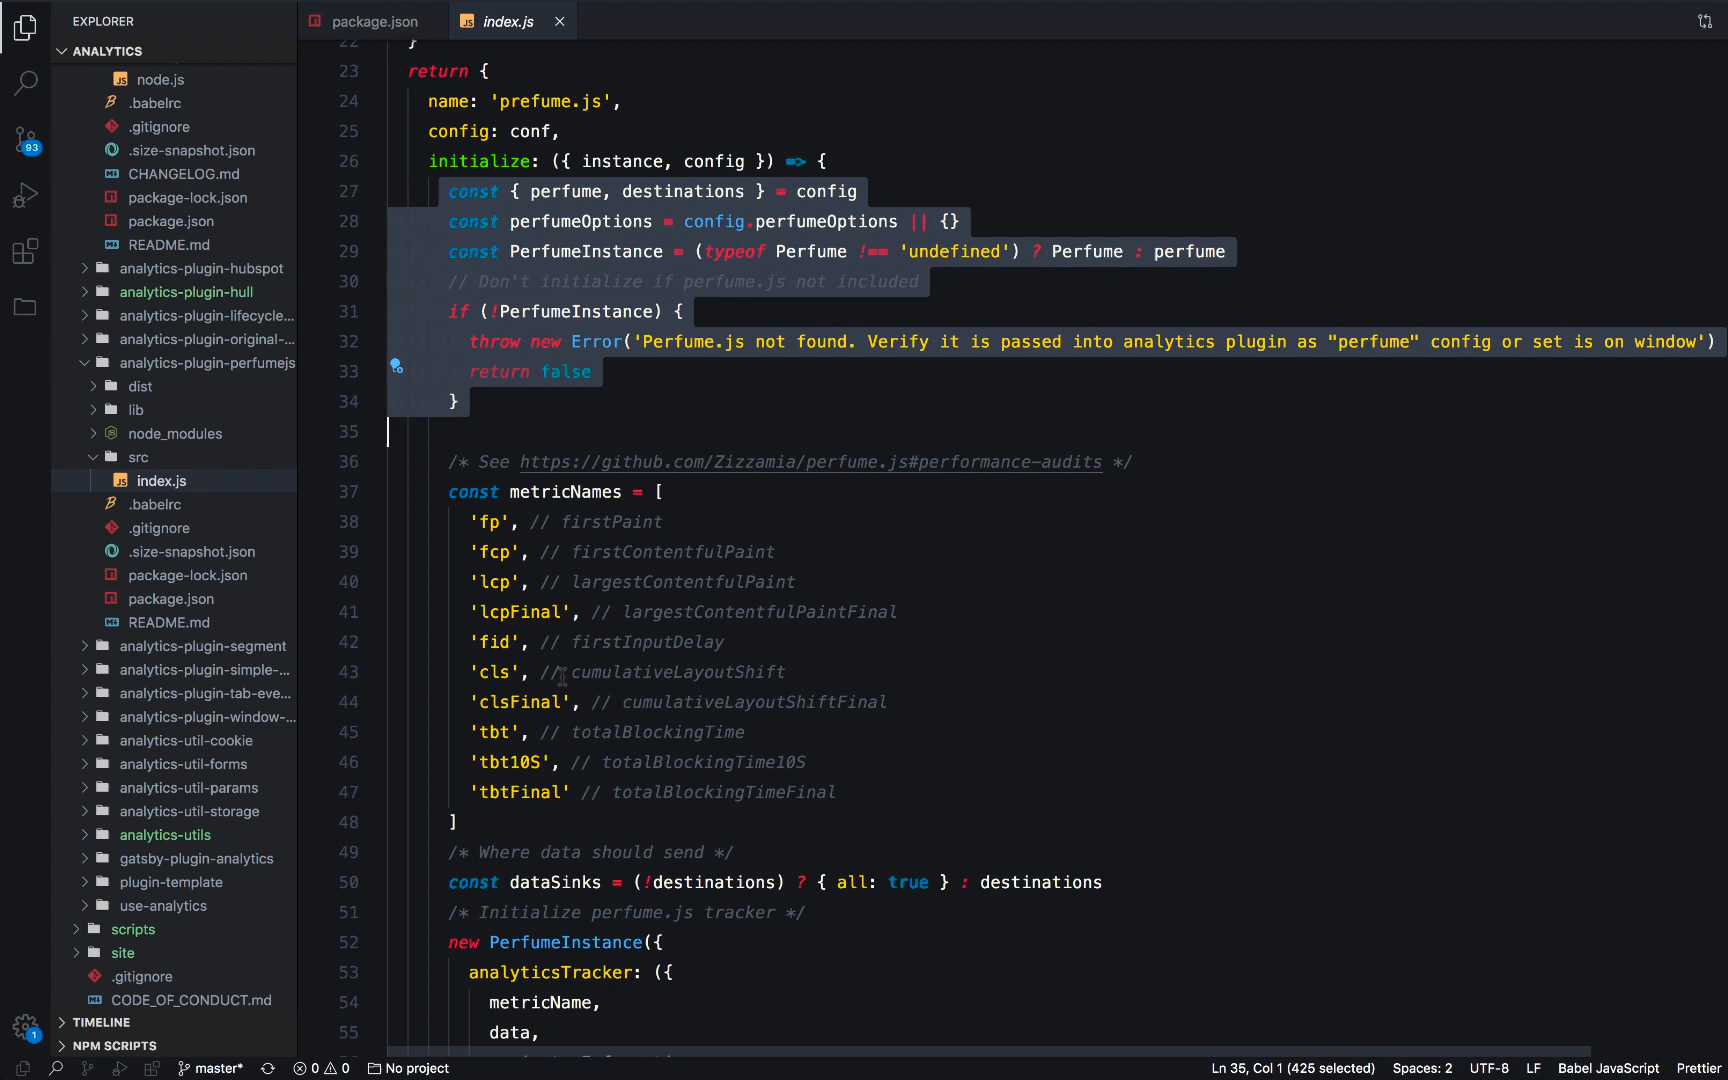 EXPLORER
ANALYTICS
node.js
.babelrc
.gitignore
.size-snapshot.json
CHANGELOG.md
package-lock.json
package.json
README.md
analytics-plugin-hubspot
analytics-plugin-hull
analytics-plugin-lifecycle...
analytics-plugin-original-...
analytics-plugin-perfumejs
dist
lib
node_modules
src
index.js
.babelrc
.gitignore
.size-snapshot.json
package-lock.json
package.json
README.md
analytics-plugin-segment
analytics-plugin-simple-...
analytics-plugin-tab-eve...
analytics-plugin-window-...
analytics-util-cookie
analytics-util-forms
analytics-util-params
analytics-util-storage
analytics-utils
gatsby-plugin-analytics
plugin-template
use-analytics
scripts
site
.gitignore
CODE_OF_CONDUCT.md
TIMELINE
NPM SCRIPTS
93
1
package.json
index.js
22 }
23 return {
24 name: 'prefume.js',
25 config: conf,
26 initialize: ({ instance, config }) => {
27 const { perfume, destinations } = config
28 const perfumeOptions = config.perfumeOptions || {}
29 const PerfumeInstance = (typeof Perfume !== 'undefined') ? Perfume : perfume
30 // Don't initialize if perfume.js not included
31 if (!PerfumeInstance) {
32 throw new Error('Perfume.js not found. Verify it is passed into analytics plugin as "perfume" config or set is on window')
33 return false
34 }
35
36 /* See https://github.com/Zizzamia/perfume.js#performance-audits */
37 const metricNames = [
38 'fp', // firstPaint
39 'fcp', // firstContentfulPaint
40 'lcp', // largestContentfulPaint
41 'lcpFinal', // largestContentfulPaintFinal
42 'fid', // firstInputDelay
43 'cls', // cumulativeLayoutShift
44 'clsFinal', // cumulativeLayoutShiftFinal
45 'tbt', // totalBlockingTime
46 'tbt10S', // totalBlockingTime10S
47 'tbtFinal' // totalBlockingTimeFinal
48 ]
49 /* Where data should send */
50 const dataSinks = (!destinations) ? { all: true } : destinations
51 /* Initialize perfume.js tracker */
52 new PerfumeInstance({
53 analyticsTracker: ({
54 metricName,
55 data,
master* 0 0 No project Ln 35, Col 1 (425 selected) Spaces: 2 UTF-8 LF Babel JavaScript Prettier